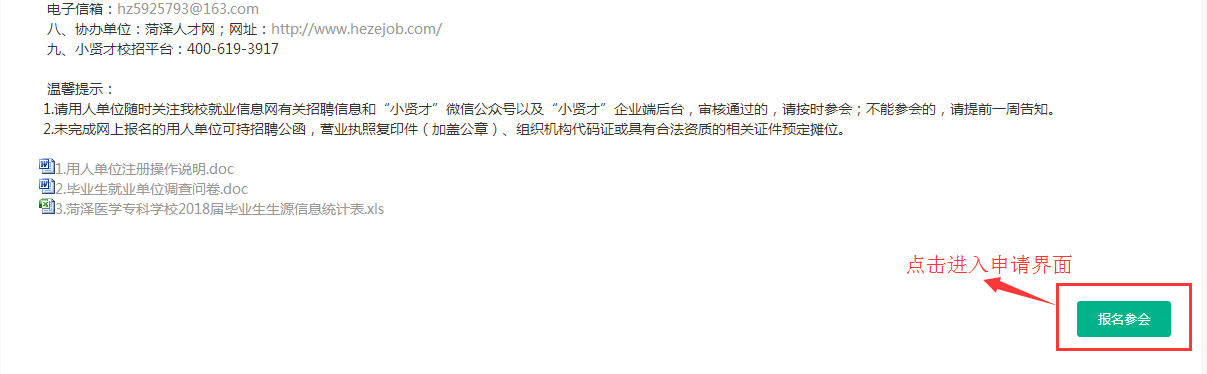 电子信箱：hz5925793@163.com
八、协办单位：菏泽人才网；网址：http://www.hezejob.com/
九、小贤才校招平台：400-619-3917
温馨提示：
1.请用人单位随时关注我校就业信息网有关招聘信息和“小贤才”微信公众号以及“小贤才”企业端后台，审核通过的，请按时参会；不能参会的，请提前一周告知。
2.未完成网上报名的用人单位可持招聘公函，营业执照复印件（加盖公章）、组织机构代码证或具有合法资质的相关证件预定摊位。
1.用人单位注册操作说明.doc
2.毕业生就业单位调查问卷.doc
3.菏泽医学专科学校2018届毕业生生源信息统计表.xls
点击进入申请界面
报名参会